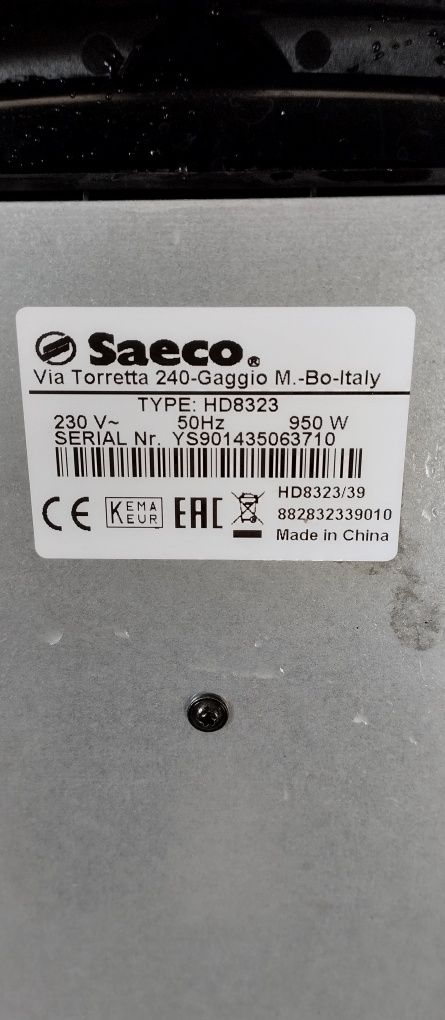 Saeco®
Via Torretta 240-Gaggio M.-Bo-Italy
TYPE: HD8323
230 V~ 50Hz 950 W
SERIAL Nr. YS901435063710
CE KEMA KEUR EAC HD8323/39
882832339010
Made in China